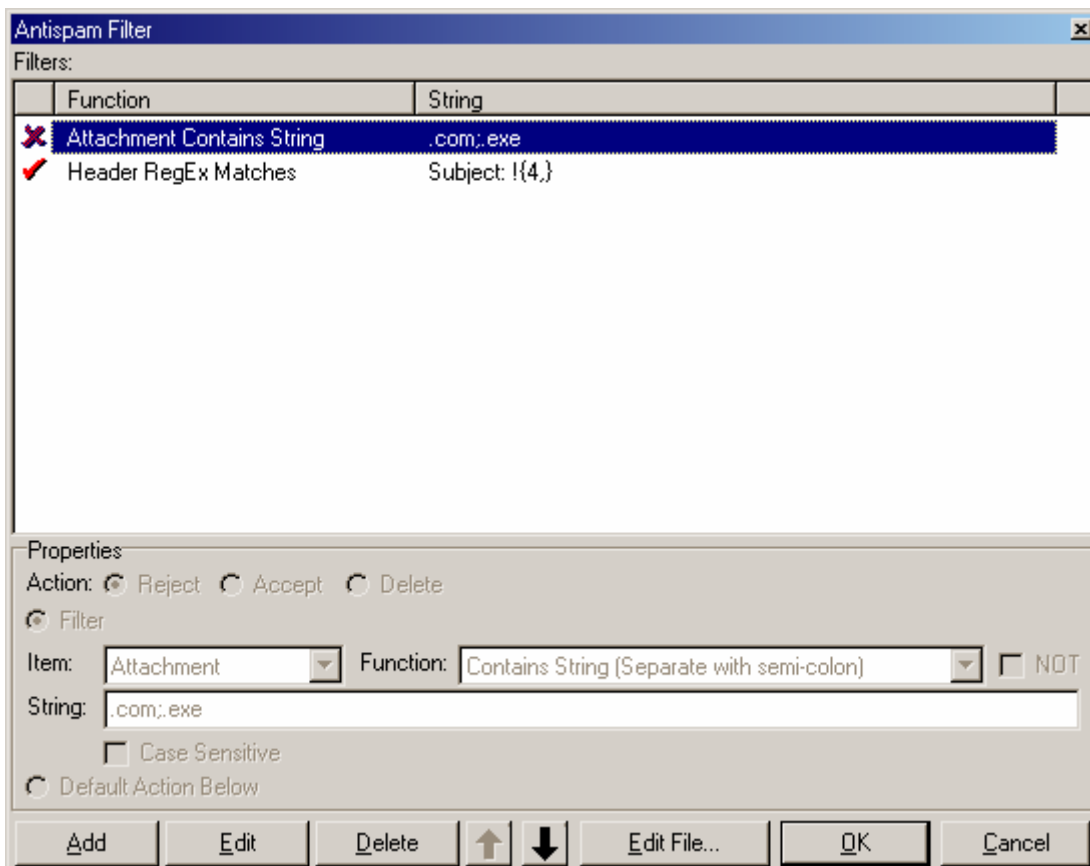 Antispam Filter
Filters:
Function String
Attachment Contains String .com;.exe
Header RegEx Matches Subject: !{4,}
Properties
Action: Reject Accept Delete
Filter
Item: Attachment Function: Contains String (Separate with semi-colon) NOT
String: .com;.exe
Case Sensitive
Default Action Below
Add Edit Delete Edit File... OK Cancel